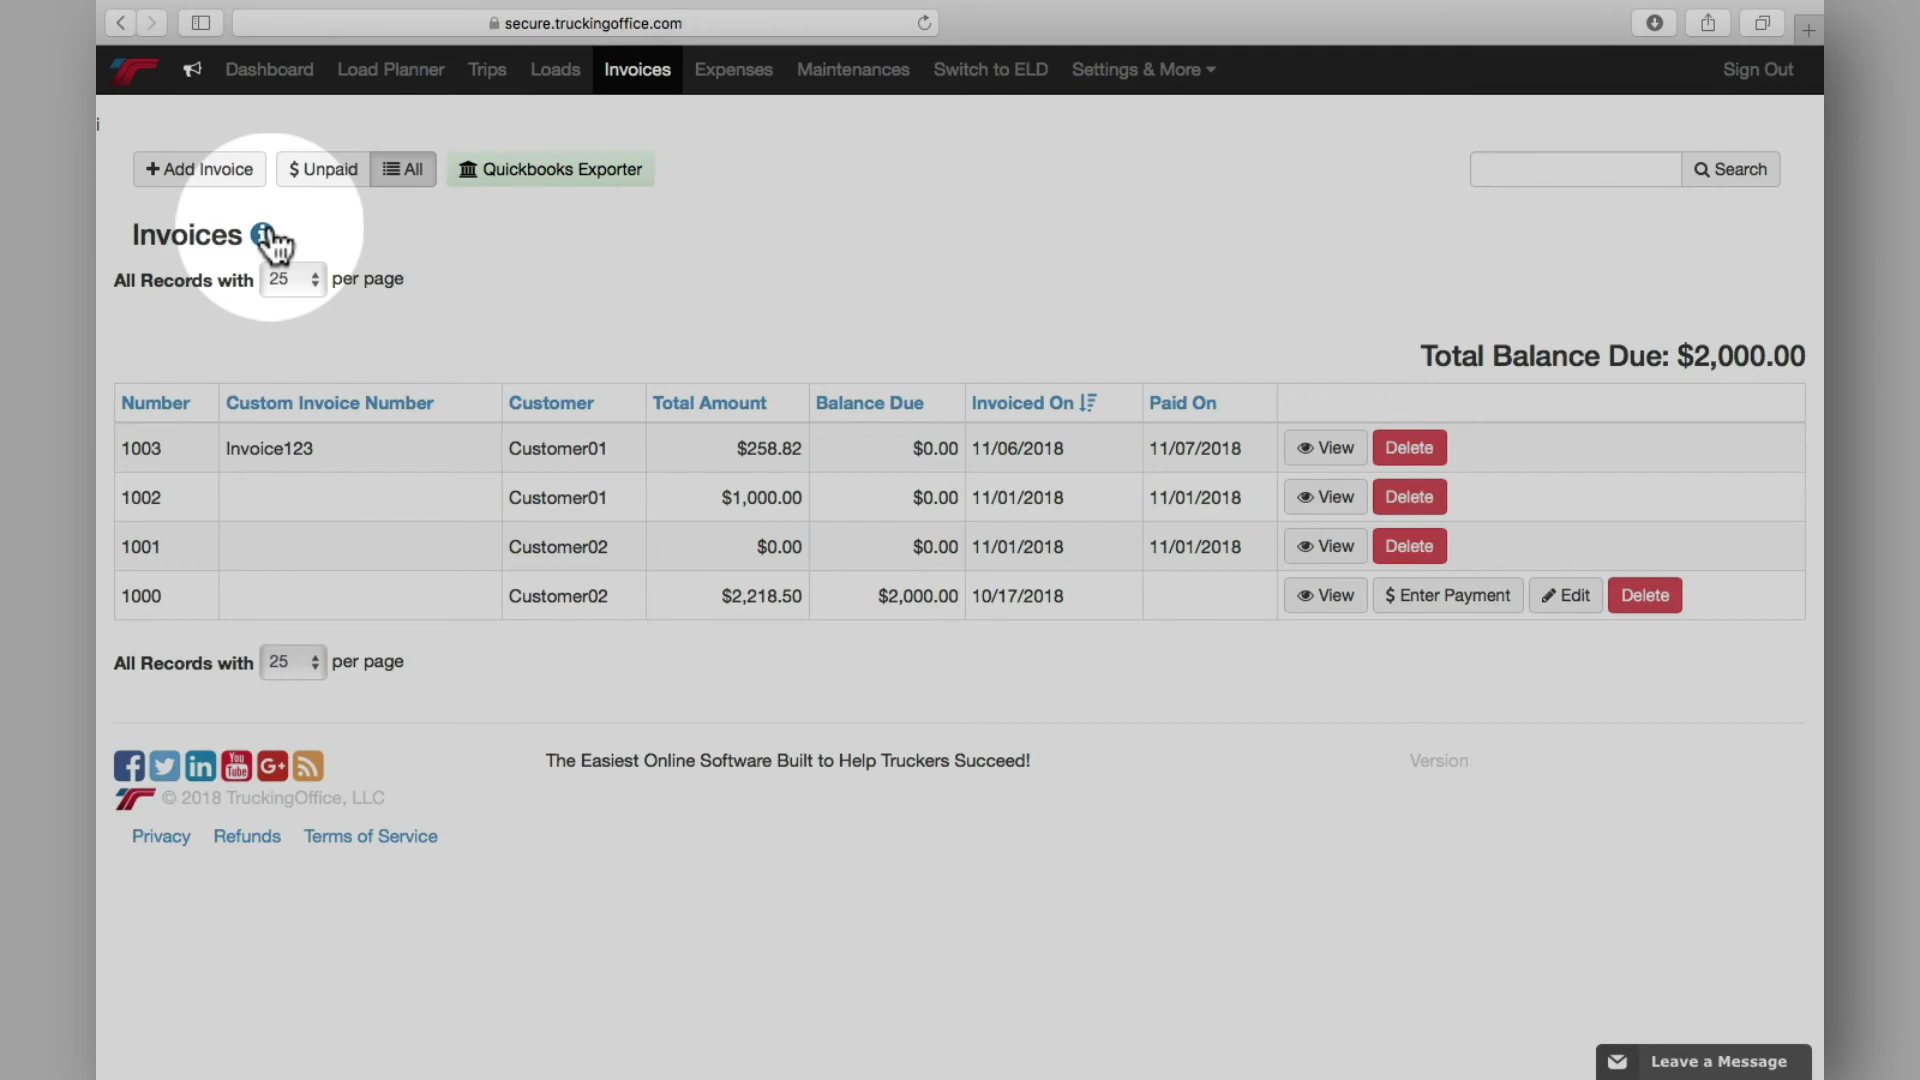 secure.truckingoffice.com
Dashboard Load Planner Trips Loads Invoices Expenses Maintenances Switch to ELD Settings & More Sign Out
i
+ Add Invoice $ Unpaid All Quickbooks Exporter Search
Invoices
All Records with 25 per page
Total Balance Due: $2,000.00
Number Custom Invoice Number Customer Total Amount Balance Due Invoiced On Paid On
1003 Invoice123 Customer01 $258.82 $0.00 11/06/2018 11/07/2018 View Delete
1002 Customer01 $1,000.00 $0.00 11/01/2018 11/01/2018 View Delete
1001 Customer02 $0.00 $0.00 11/01/2018 11/01/2018 View Delete
1000 Customer02 $2,218.50 $2,000.00 10/17/2018 View $ Enter Payment Edit Delete
All Records with 25 per page
The Easiest Online Software Built to Help Truckers Succeed! Version
© 2018 TruckingOffice, LLC
Privacy Refunds Terms of Service
Leave a Message